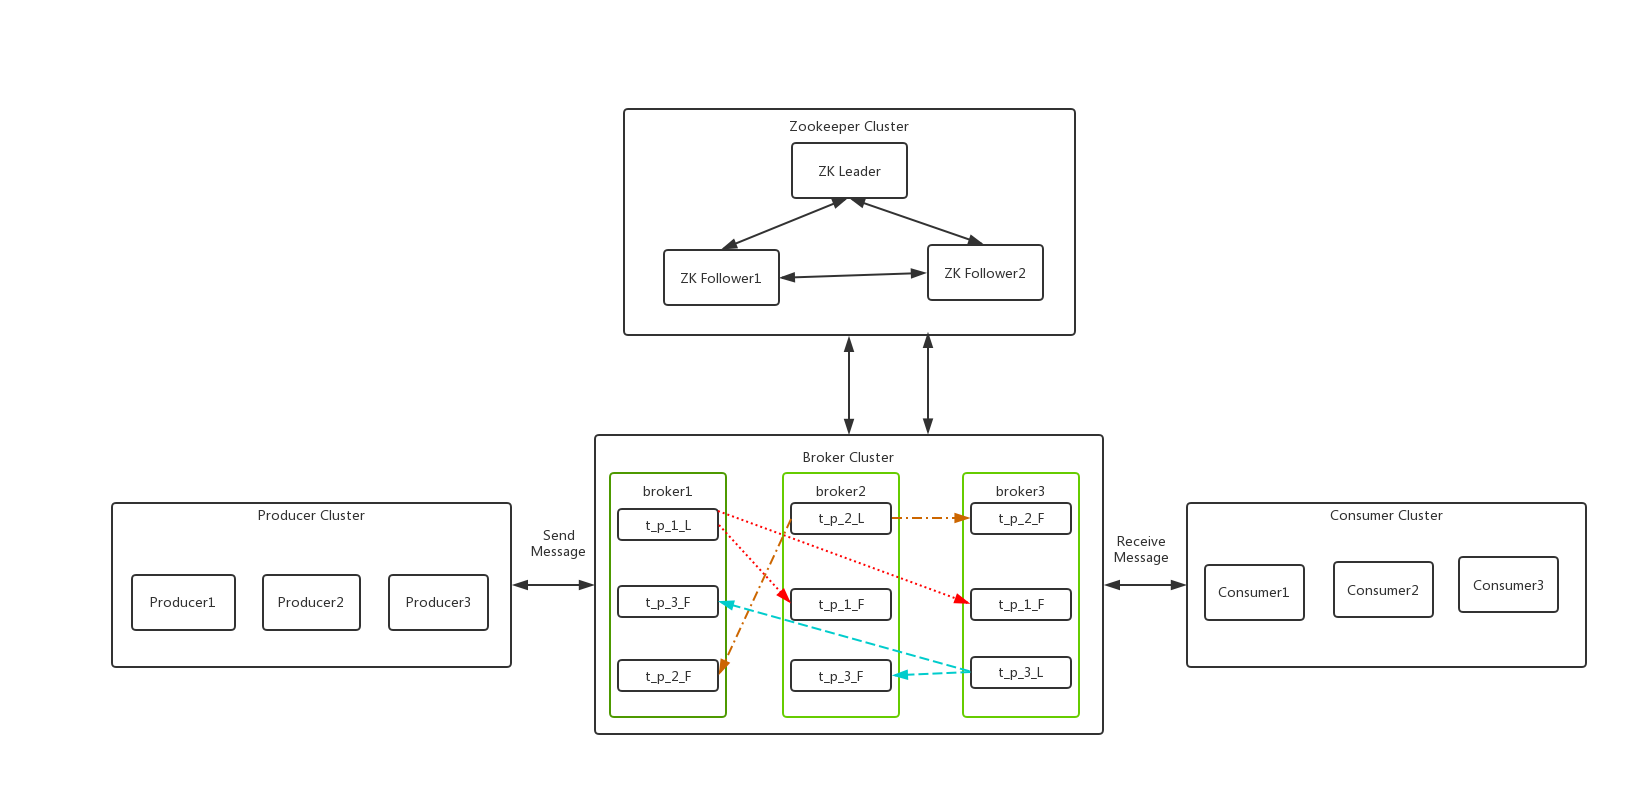 Zookeeper Cluster
ZK Leader
ZK Follower1
ZK Follower2
Broker Cluster
broker1
broker2
broker3
t_p_1_L
t_p_2_L
t_p_2_F
t_p_3_F
t_p_1_F
t_p_1_F
t_p_2_F
t_p_3_F
t_p_3_L
Producer Cluster
Producer1
Producer2
Producer3
Send
Message
Receive
Message
Consumer Cluster
Consumer1
Consumer2
Consumer3